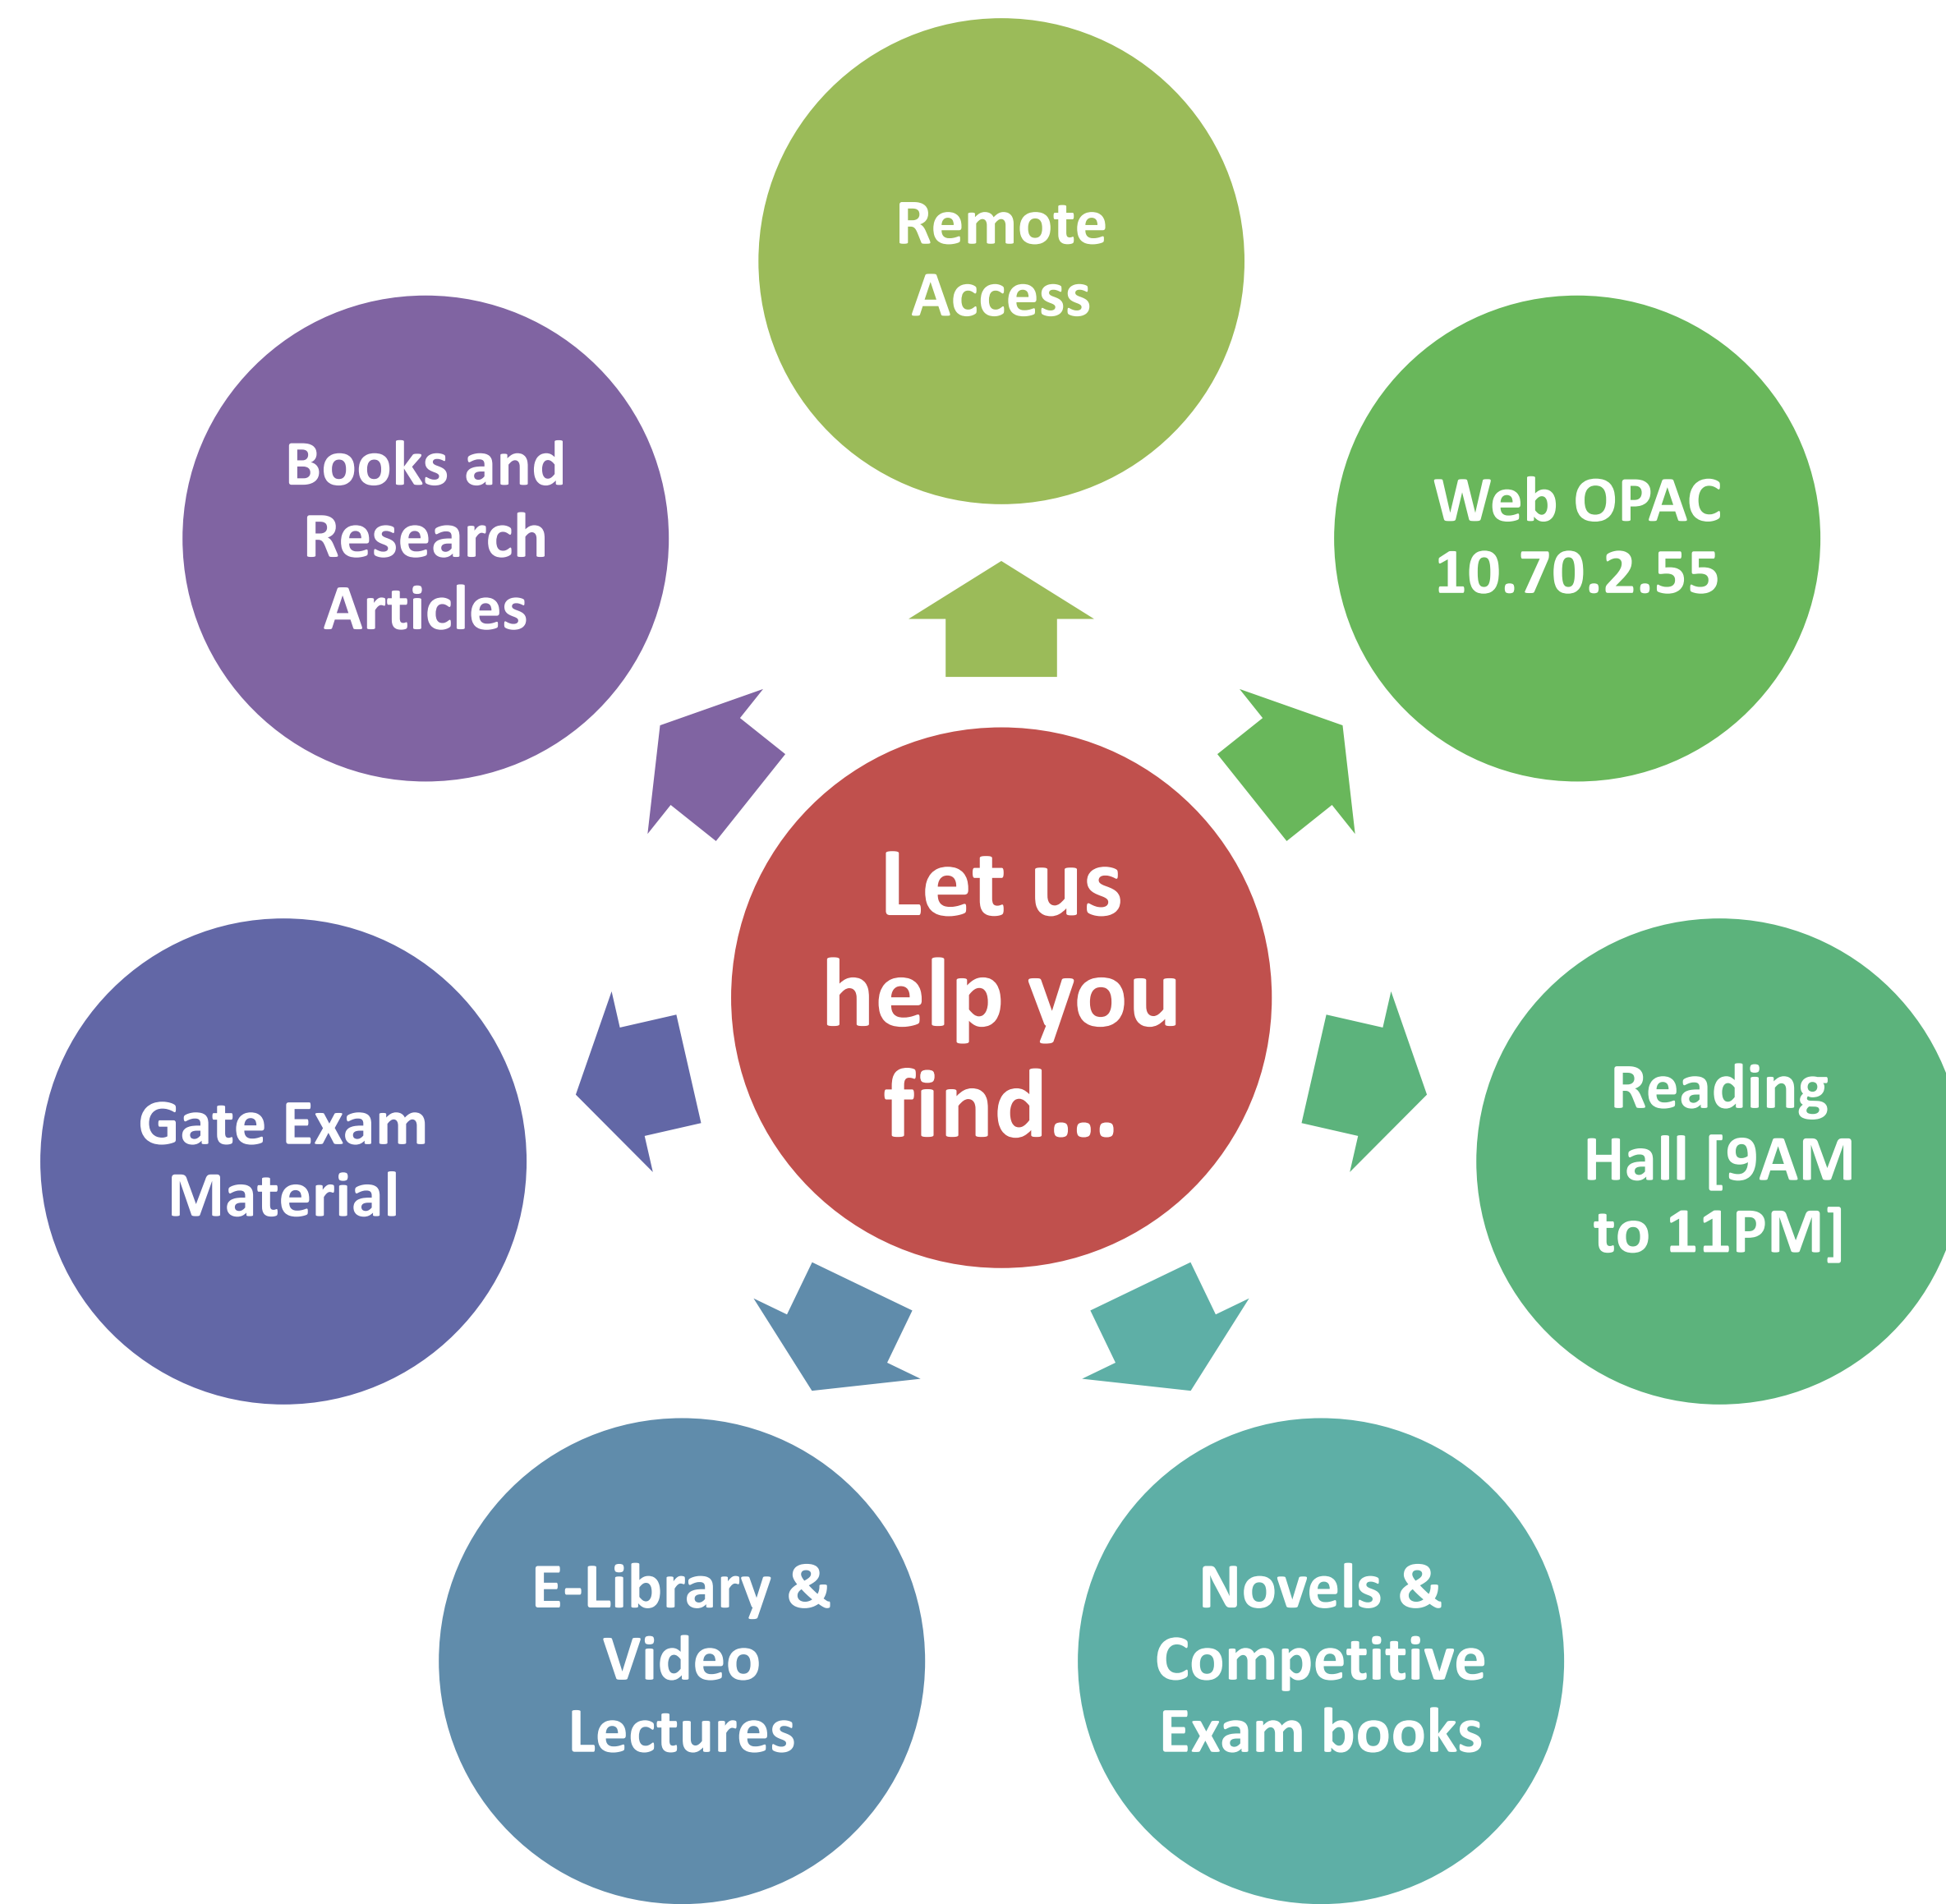 Remote
Access
Web OPAC
10.70.2.55
Reading
Hall [9AM
to 11PM]
Novels &
Competitive
Exam books
E-Library &
Video
Lectures
Gate Exam
Material
Books and
Research
Articles
Let us
help you
find...